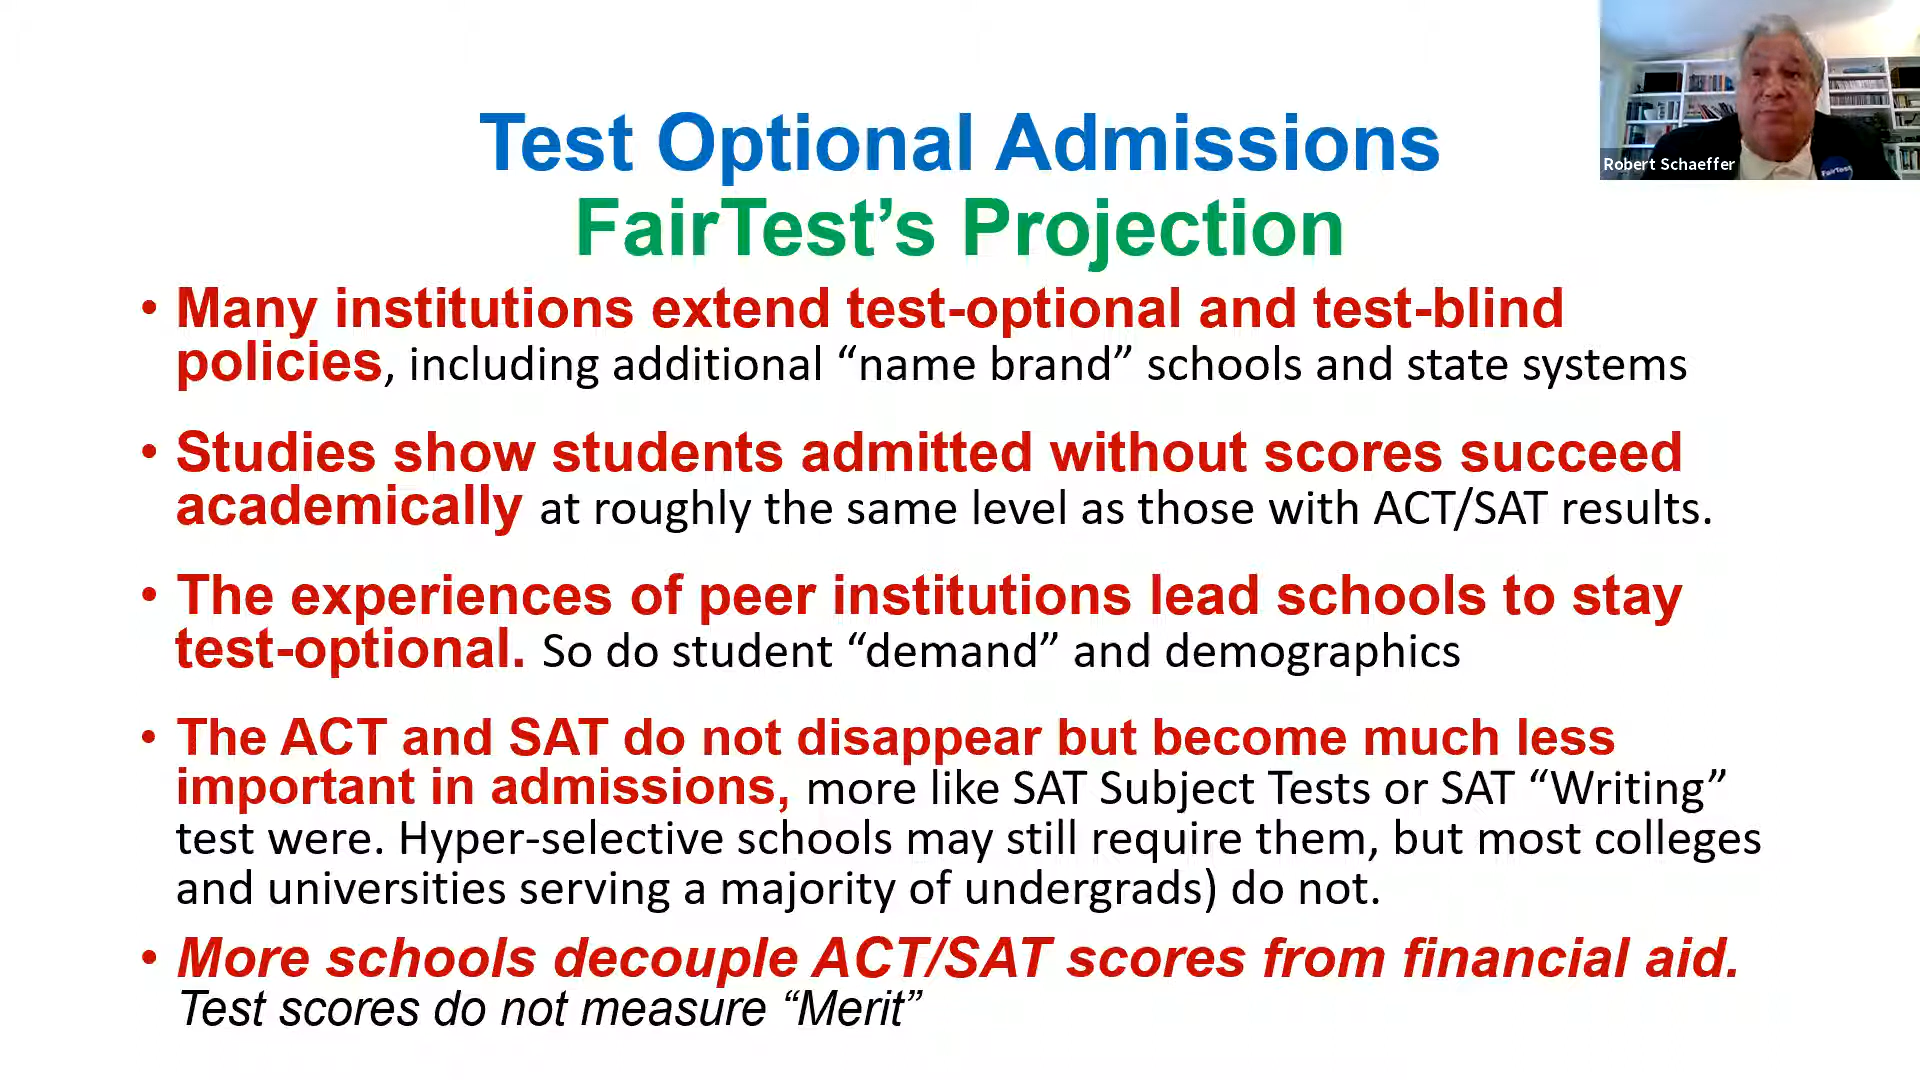 Test Optional Admissions
FairTest’s Projection
Robert Schaeffer
FairTest
• Many institutions extend test-optional and test-blind
policies, including additional “name brand” schools and state systems
• Studies show students admitted without scores succeed
academically at roughly the same level as those with ACT/SAT results.
• The experiences of peer institutions lead schools to stay
test-optional. So do student “demand” and demographics
• The ACT and SAT do not disappear but become much less
important in admissions, more like SAT Subject Tests or SAT “Writing”
test were. Hyper-selective schools may still require them, but most colleges
and universities serving a majority of undergrads) do not.
• More schools decouple ACT/SAT scores from financial aid.
Test scores do not measure “Merit”